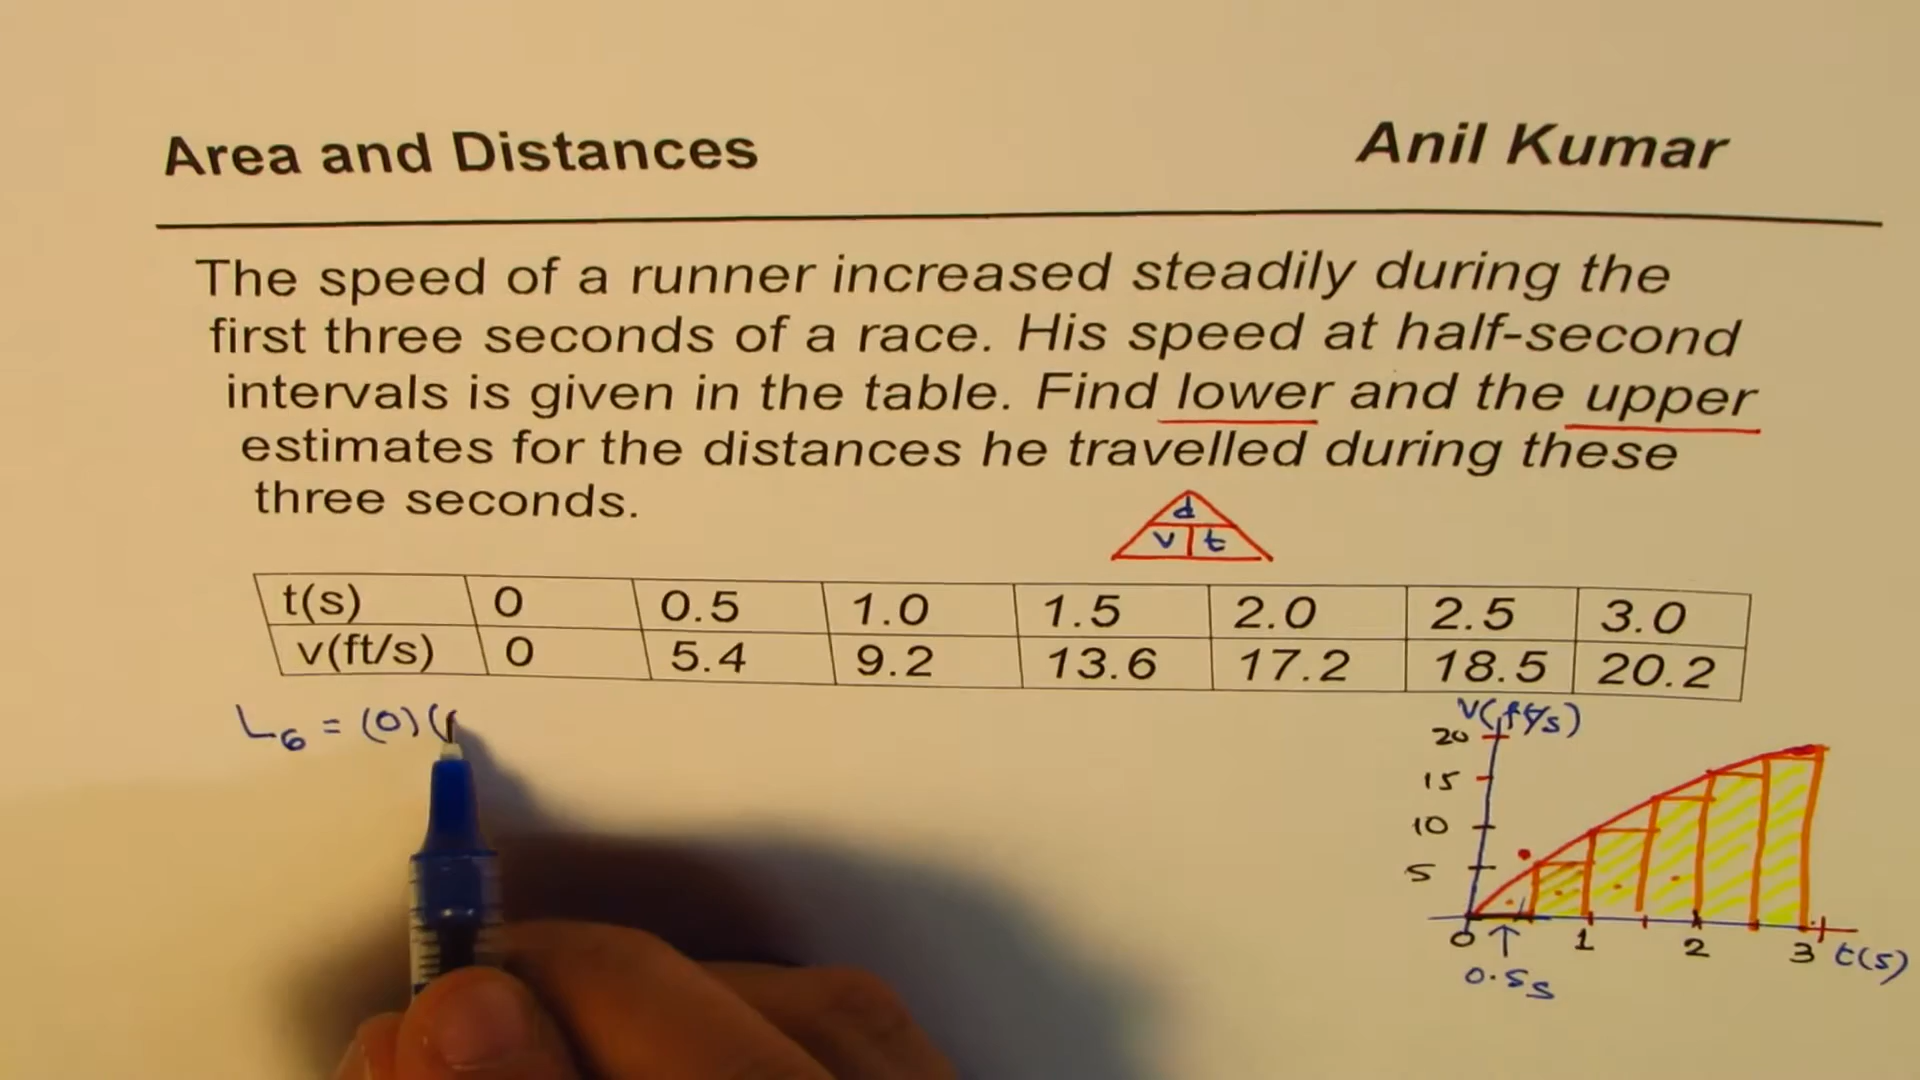 Area and Distances Anil Kumar
The speed of a runner increased steadily during the
first three seconds of a race. His speed at half-second
intervals is given in the table. Find lower and the upper
estimates for the distances he travelled during these
three seconds.
d
v t
t(s) 0 0.5 1.0 1.5 2.0 2.5 3.0
v(ft/s) 0 5.4 9.2 13.6 17.2 18.5 20.2
L6 = (0)(
v(ft/s)
20
15
10
5
0 1 2 3 t(s)
0.5s